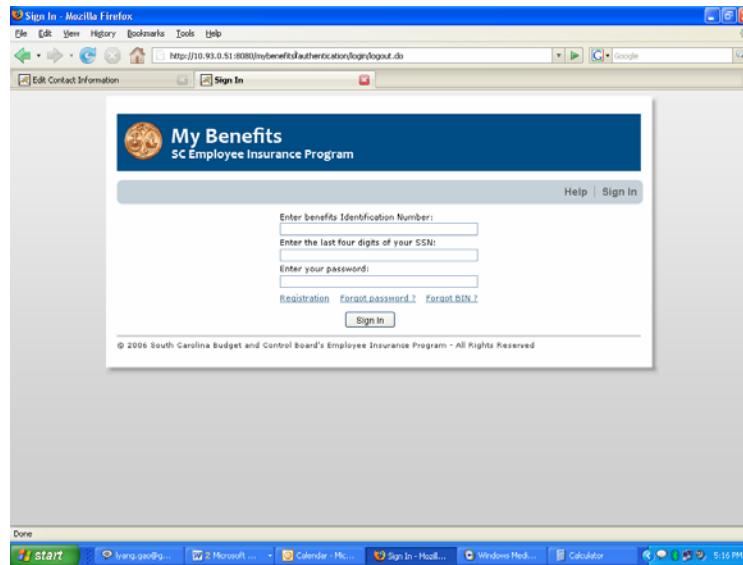 Sign In - Mozilla Firefox
File Edit View History Bookmarks Tools Help
http://10.93.0.51:8080/mybenefits/authentication/login/logout.do
Google
Edit Contact Information
Sign In
My Benefits
SC Employee Insurance Program
Help | Sign In
Enter benefits Identification Number:
Enter the last four digits of your SSN:
Enter your password:
Registration Forgot password ? Forgot BIN ?
Sign In
© 2006 South Carolina Budget and Control Board's Employee Insurance Program - All Rights Reserved
Done
start lyang.gao@g... 2 Microsoft ... Calendar - Mic... Sign In - Mozill... Windows Medi... Calculator 5:16 PM